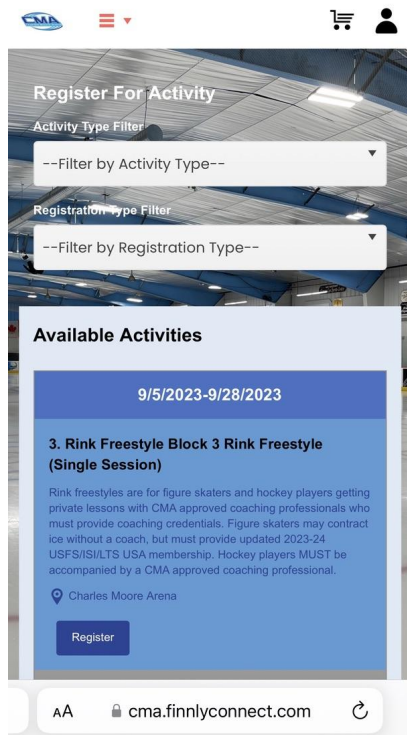 CMA
Register For Activity
Activity Type Filter
--Filter by Activity Type--
Registration Type Filter
--Filter by Registration Type--
Available Activities
9/5/2023-9/28/2023
3. Rink Freestyle Block 3 Rink Freestyle
(Single Session)
Rink freestyles are for figure skaters and hockey players getting
private lessons with CMA approved coaching professionals who
must provide coaching credentials. Figure skaters may contract
ice without a coach, but must provide updated 2023-24
USFS/ISI/LTS USA membership. Hockey players MUST be
accompanied by a CMA approved coaching professional.
Charles Moore Arena
Register
AA cma.finnlyconnect.com